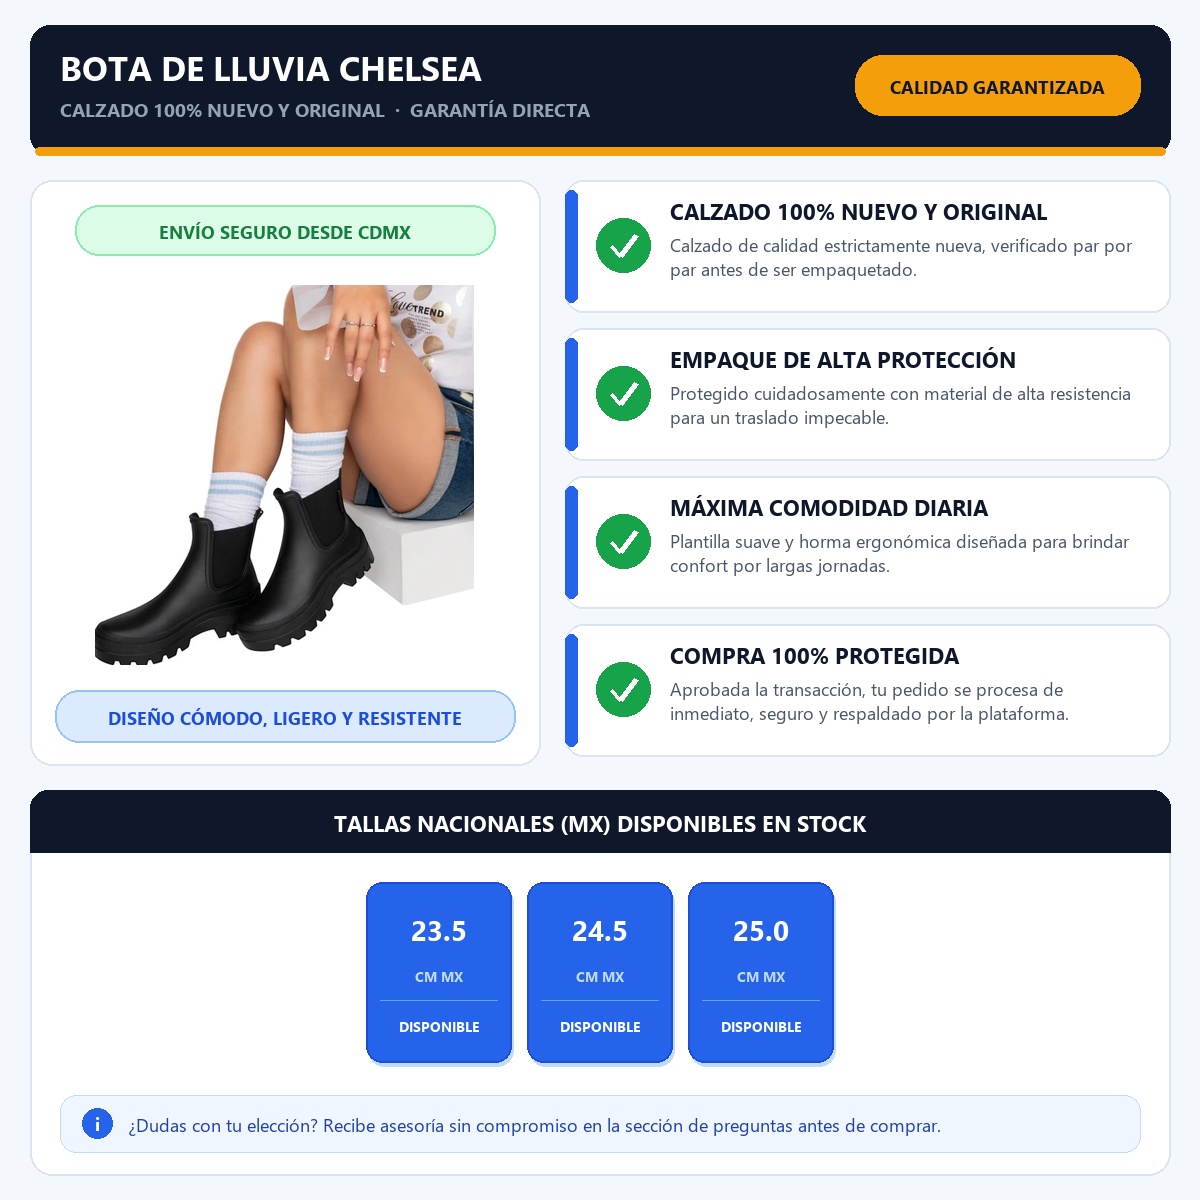 BOTA DE LLUVIA CHELSEA
CALZADO 100% NUEVO Y ORIGINAL · GARANTÍA DIRECTA
CALIDAD GARANTIZADA
ENVÍO SEGURO DESDE CDMX
Love TREND
DISEÑO CÓMODO, LIGERO Y RESISTENTE
CALZADO 100% NUEVO Y ORIGINAL
Calzado de calidad estrictamente nueva, verificado par por
par antes de ser empaquetado.
EMPAQUE DE ALTA PROTECCIÓN
Protegido cuidadosamente con material de alta resistencia
para un traslado impecable.
MÁXIMA COMODIDAD DIARIA
Plantilla suave y horma ergonómica diseñada para brindar
confort por largas jornadas.
COMPRA 100% PROTEGIDA
Aprobada la transacción, tu pedido se procesa de
inmediato, seguro y respaldado por la plataforma.
TALLAS NACIONALES (MX) DISPONIBLES EN STOCK
23.5
CM MX
DISPONIBLE
24.5
CM MX
DISPONIBLE
25.0
CM MX
DISPONIBLE
¿Dudas con tu elección? Recibe asesoría sin compromiso en la sección de preguntas antes de comprar.